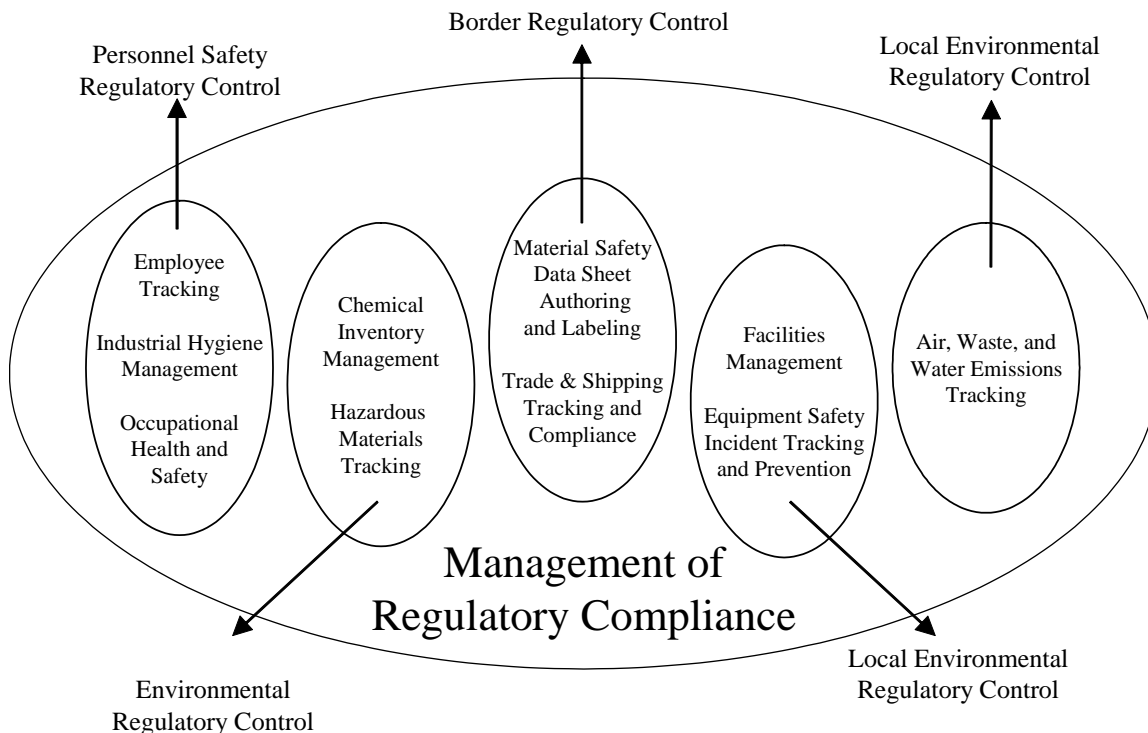 Border Regulatory Control
Personnel Safety
Regulatory Control
Local Environmental
Regulatory Control
Employee
Tracking
Industrial Hygiene
Management
Occupational
Health and
Safety
Chemical
Inventory
Management
Hazardous
Materials
Tracking
Material Safety
Data Sheet
Authoring
and Labeling
Trade & Shipping
Tracking and
Compliance
Facilities
Management
Equipment Safety
Incident Tracking
and Prevention
Air, Waste, and
Water Emissions
Tracking
Management of
Regulatory Compliance
Environmental
Regulatory Control
Local Environmental
Regulatory Control